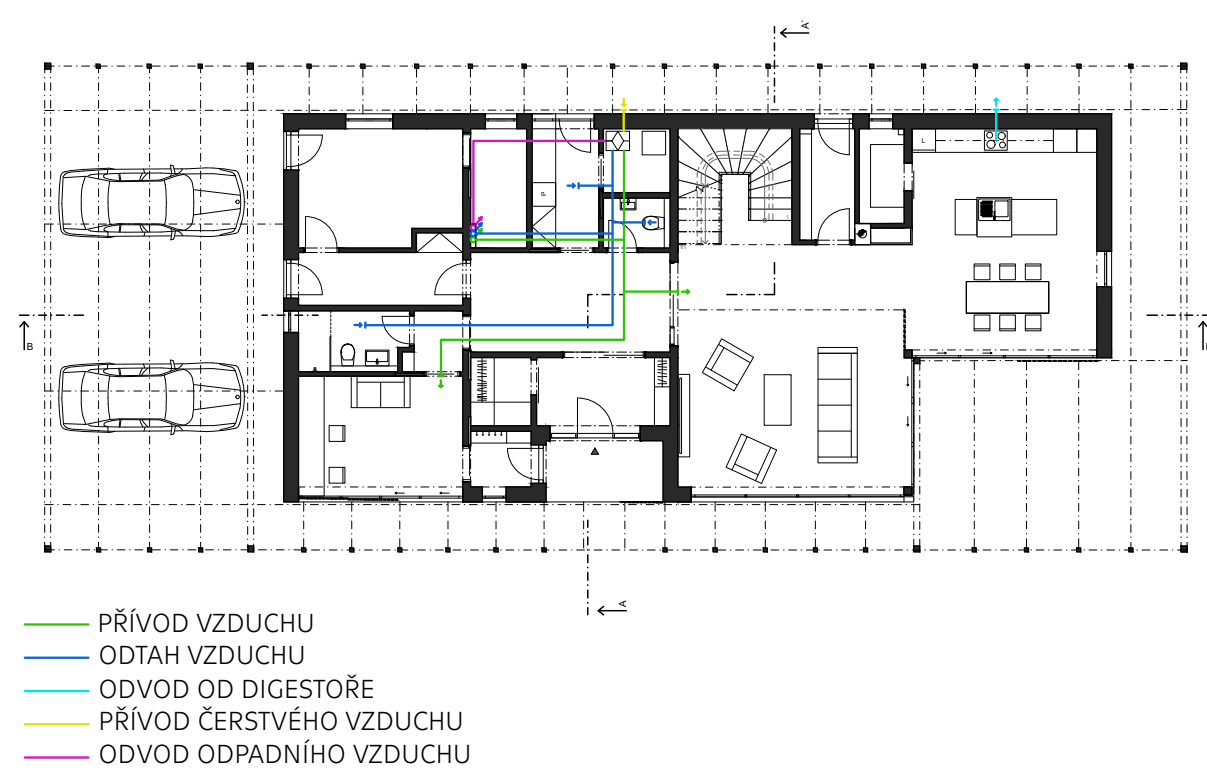 A'
L
P
B
A
PŘÍVOD VZDUCHU
ODTAH VZDUCHU
ODVOD OD DIGESTOŘE
PŘÍVOD ČERSTVÉHO VZDUCHU
ODVOD ODPADNÍHO VZDUCHU